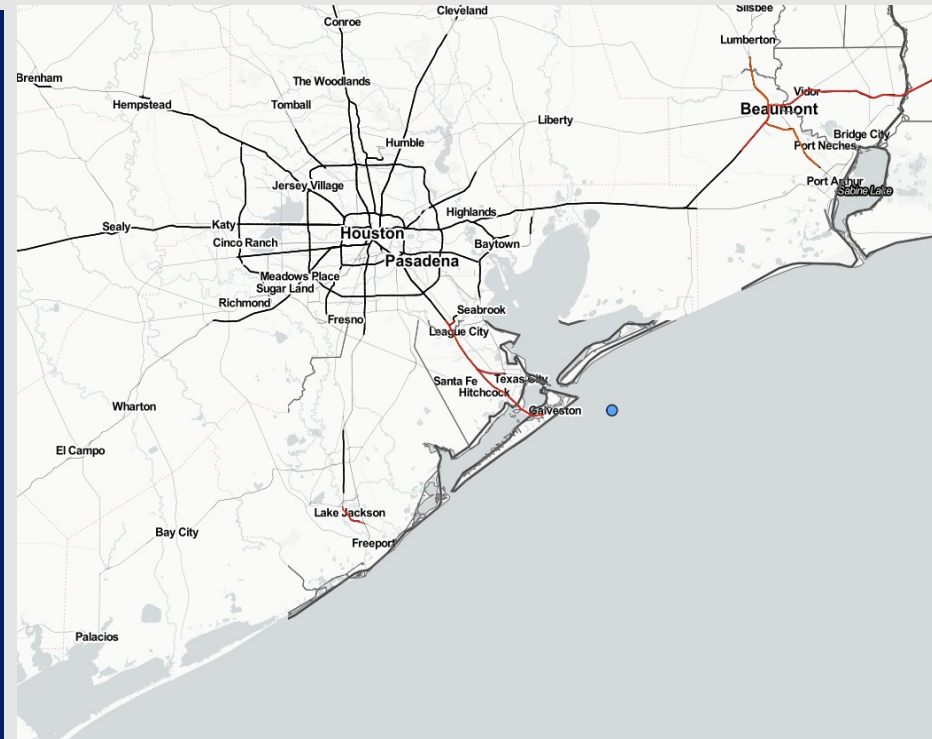 Cleveland
Silsbee
Conroe
Lumberton
Brenham
The Woodlands
Vidor
Hempstead
Tomball
Beaumont
Liberty
Bridge City
Humble
Port Neches
Port Arthur
Jersey Village
Sabine Lake
Highlands
Sealy
Katy
Houston
Cinco Ranch
Baytown
Pasadena
Meadows Place
Sugar Land
Richmond
Seabrook
Fresno
League City
Santa Fe
Texas City
Hitchcock
Wharton
Galveston
El Campo
Lake Jackson
Bay City
Freeport
Palacios